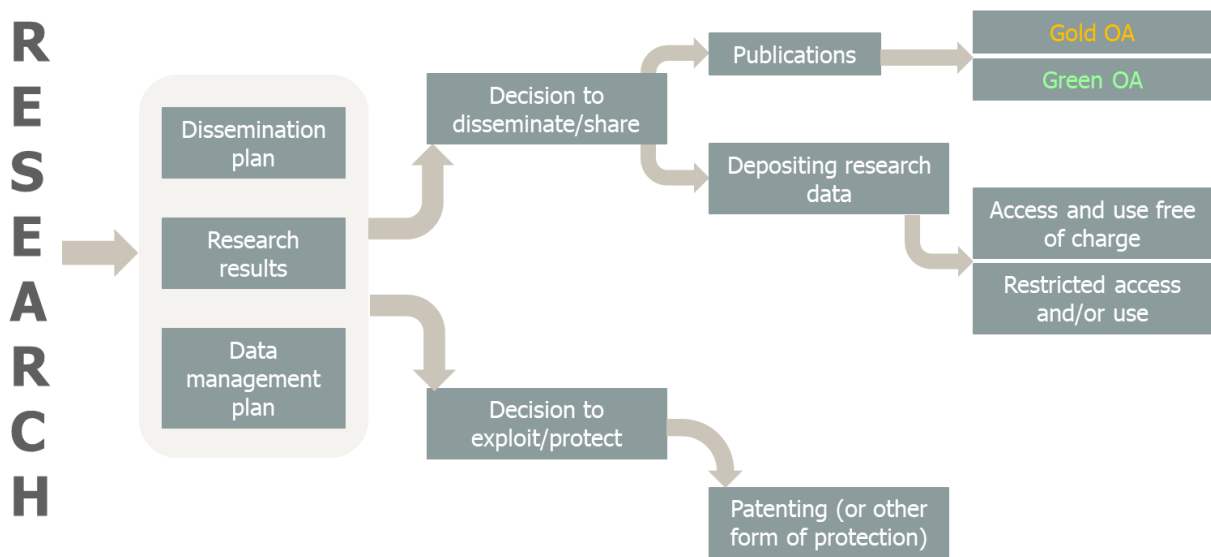 RESEARCH
Dissemination
plan
Research
results
Data
management
plan
Decision to
disseminate/share
Decision to
exploit/protect
Publications
Depositing research
data
Patenting (or other
form of protection)
Gold OA
Green OA
Access and use free
of charge
Restricted access
and/or use